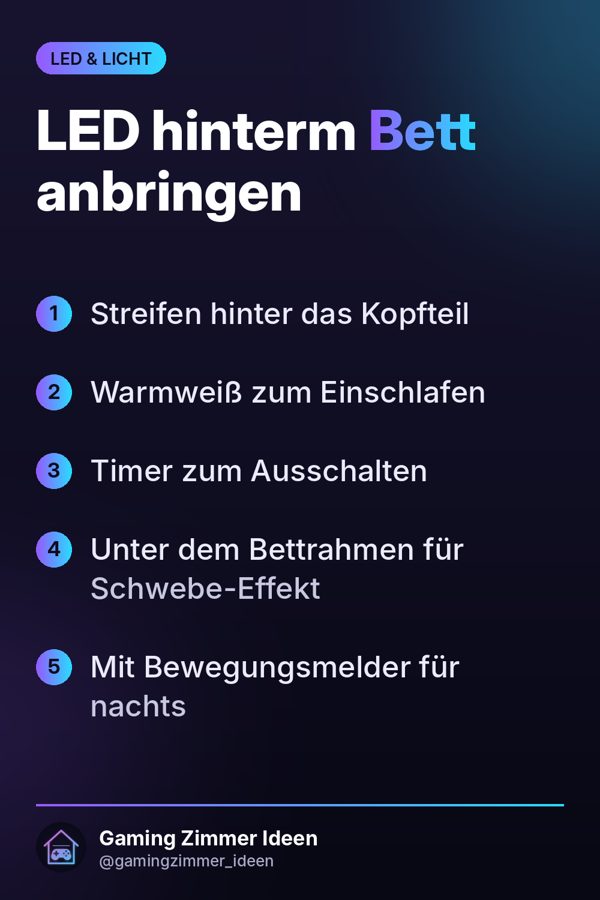 LED & LICHT
LED hinterm Bett
anbringen
1 Streifen hinter das Kopfteil
2 Warmweiß zum Einschlafen
3 Timer zum Ausschalten
4 Unter dem Bettrahmen für
Schwebe-Effekt
5 Mit Bewegungsmelder für
nachts
Gaming Zimmer Ideen
@gamingzimmer_ideen